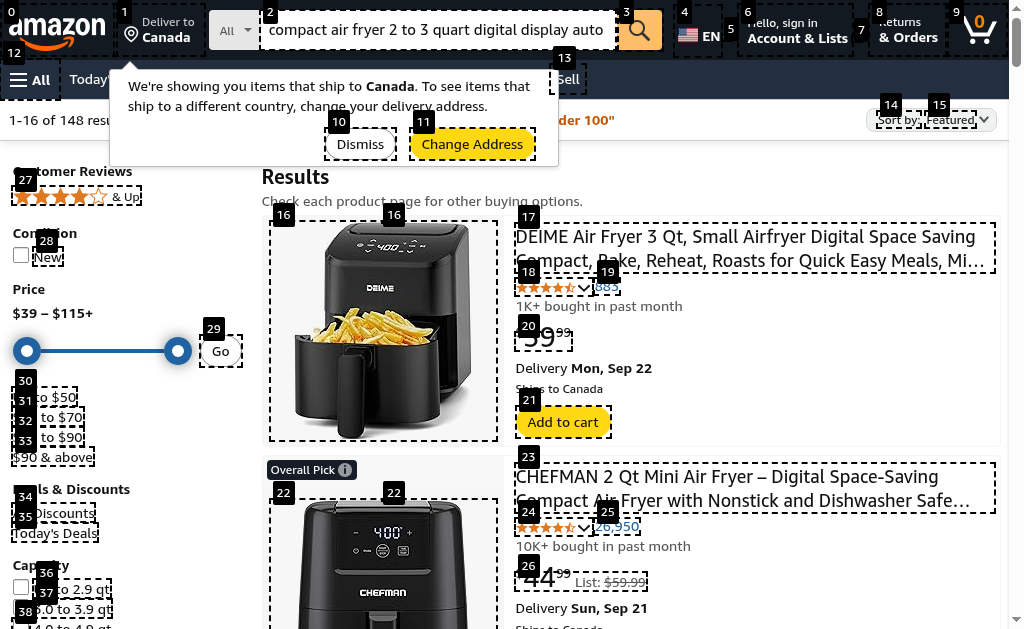 0 1 2 3 4 5 6 7 8 9
amazon
Deliver to
Canada
All
compact air fryer 2 to 3 quart digital display auto
EN
Hello, sign in
Account & Lists
Returns
& Orders
0
12
All
Today'
13
Sell
We're showing you items that ship to Canada. To see items that
ship to a different country, change your delivery address.
10 11
Dismiss
Change Address
1-16 of 148
der 100"
14 15
Sort by: Featured
27
Customer Reviews
& Up
28
Condition
New
Price
$39 – $115+
29
Go
30
to $50
31
to $70
32
to $90
33
$90 & above
34
Deals & Discounts
35
Discounts
Today's Deals
Capacity
36
to 2.9 qt
37
3.0 to 3.9 qt
38
4.0 to 4.9 qt
Results
Check each product page for other buying options.
16 16
400
DEIME
17
DEIME Air Fryer 3 Qt, Small Airfryer Digital Space Saving
Compact, Bake, Reheat, Roasts for Quick Easy Meals, Mi…
18 19
883
1K+ bought in past month
20
59 99
Delivery Mon, Sep 22
Ships to Canada
21
Add to cart
Overall Pick
22 22
400
CHEFMAN
23
CHEFMAN 2 Qt Mini Air Fryer – Digital Space-Saving
Compact Air Fryer with Nonstick and Dishwasher Safe…
24 25
26,950
10K+ bought in past month
26
44 99 List: $59.99
Delivery Sun, Sep 21
Ships to Canada